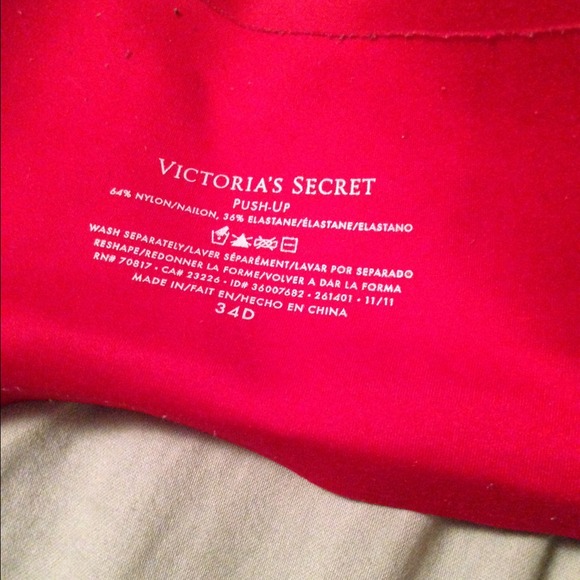 VICTORIA'S SECRET
PUSH-UP
64% NYLON/NAILON, 36% ELASTANE/ÉLASTANE/ELASTANO
WASH SEPARATELY/LAVER SÉPARÉMENT/LAVAR POR SEPARADO
RESHAPE/REDONNER LA FORME/VOLVER A DAR LA FORMA
RN# 70817 • CA# 23226 • ID# 36007682 • 261401 • 11/11
MADE IN/FAIT EN/HECHO EN CHINA
34D